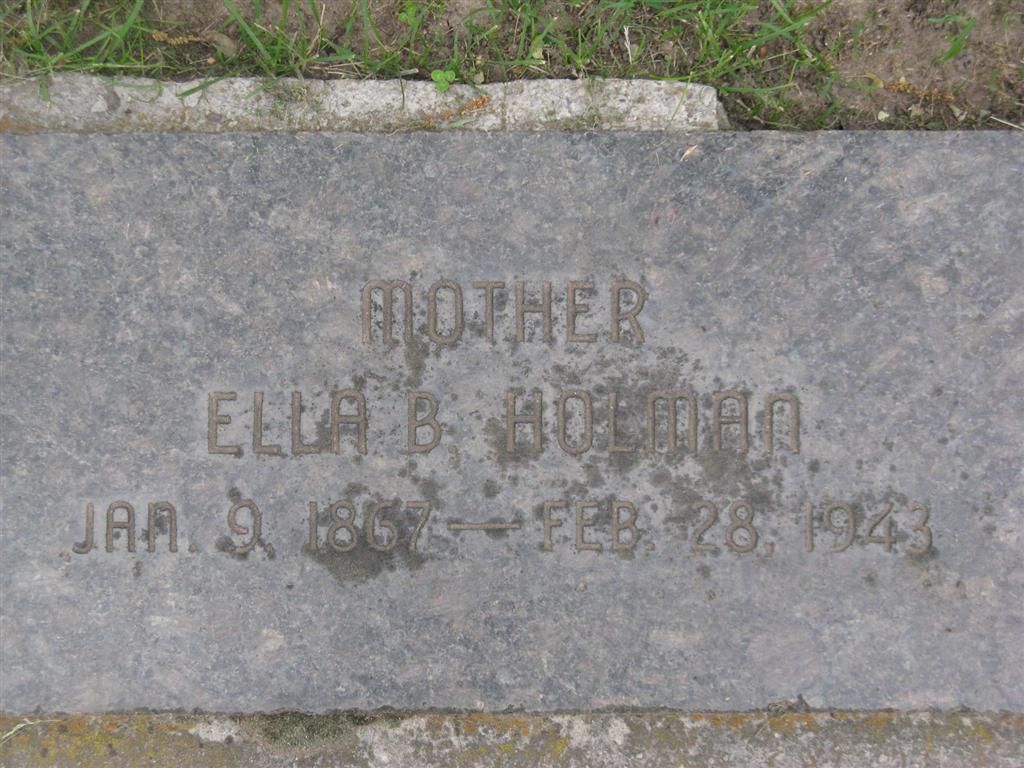 MOTHER
ELLA B. HOLMAN
JAN. 9, 1867 — FEB. 28, 1943